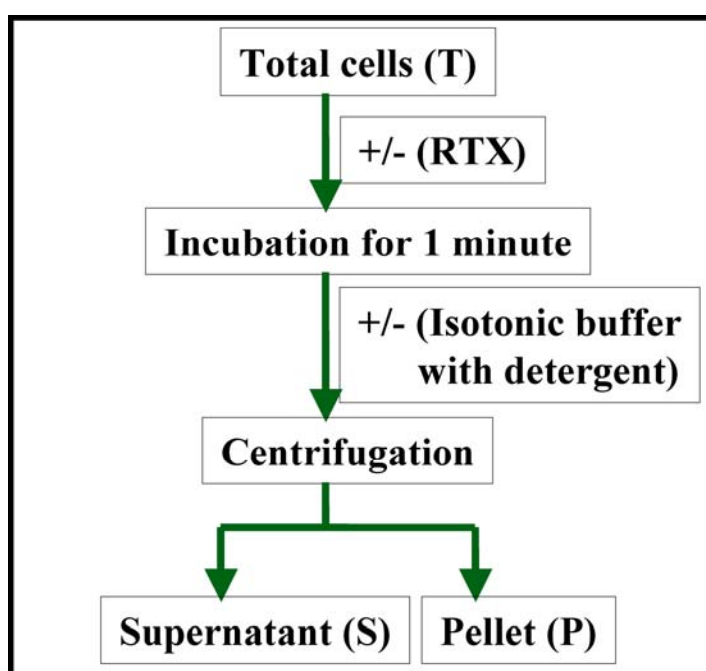 Total cells (T)
+/- (RTX)
Incubation for 1 minute
+/- (Isotonic buffer
with detergent)
Centrifugation
Supernatant (S)
Pellet (P)